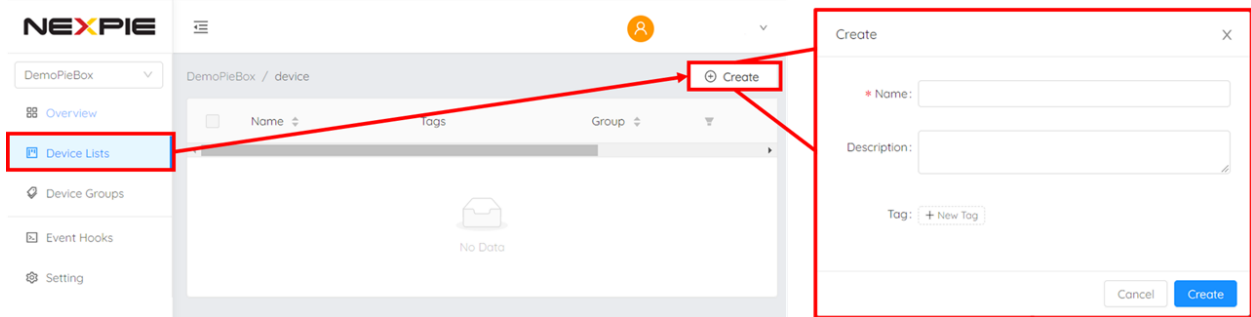 NEXPIE
DemoPieBox
Overview
Device Lists
Device Groups
Event Hooks
Setting
DemoPieBox / device
Create
Name Tags Group
No Data
Create
* Name:
Description:
Tag: + New Tag
Cancel Create